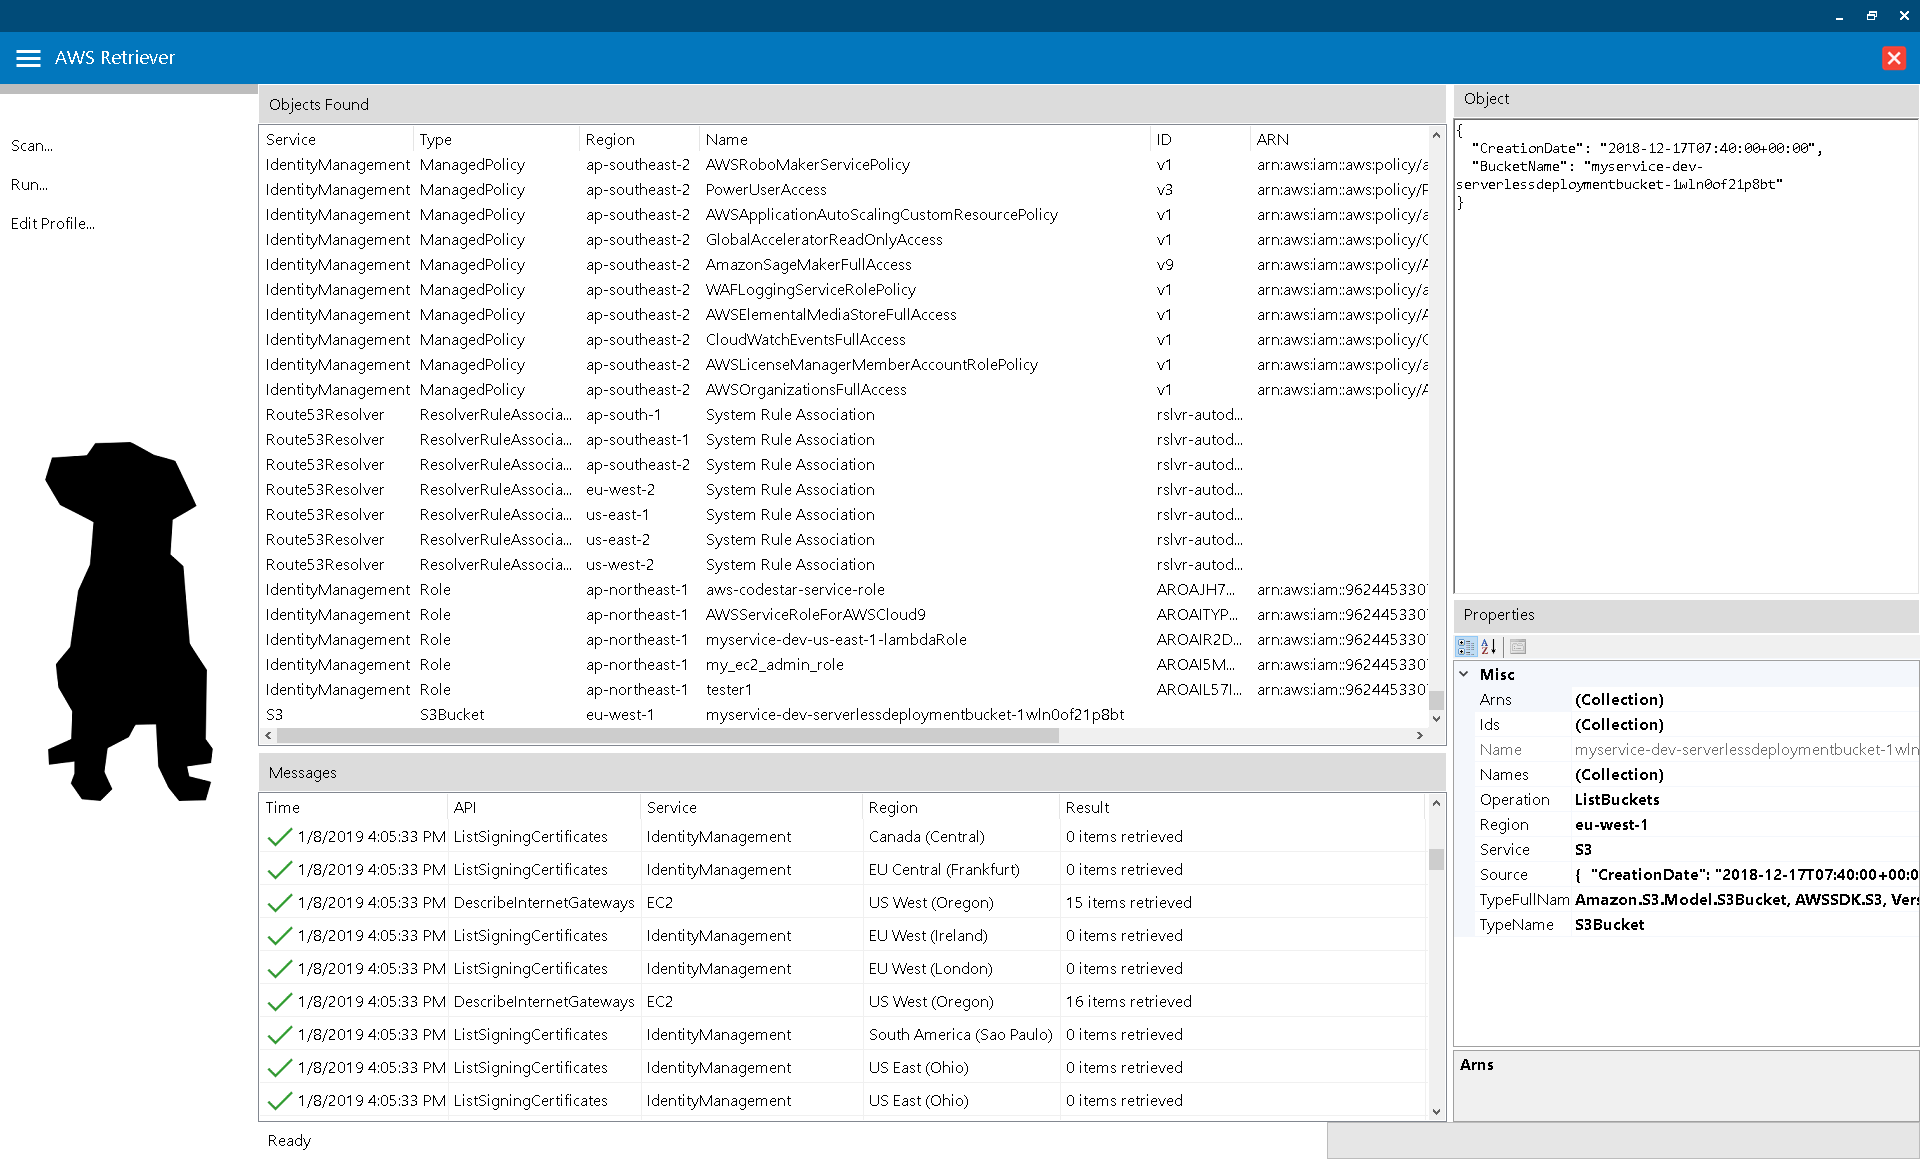 AWS Retriever
Scan...
Run...
Edit Profile...
Objects Found
Service Type Region Name ID ARN
IdentityManagement ManagedPolicy ap-southeast-2 AWSRoboMakerServicePolicy v1 arn:aws:iam::aws:policy/a
IdentityManagement ManagedPolicy ap-southeast-2 PowerUserAccess v3 arn:aws:iam::aws:policy/P
IdentityManagement ManagedPolicy ap-southeast-2 AWSApplicationAutoScalingCustomResourcePolicy v1 arn:aws:iam::aws:policy/a
IdentityManagement ManagedPolicy ap-southeast-2 GlobalAcceleratorReadOnlyAccess v1 arn:aws:iam::aws:policy/G
IdentityManagement ManagedPolicy ap-southeast-2 AmazonSageMakerFullAccess v9 arn:aws:iam::aws:policy/A
IdentityManagement ManagedPolicy ap-southeast-2 WAFLoggingServiceRolePolicy v1 arn:aws:iam::aws:policy/a
IdentityManagement ManagedPolicy ap-southeast-2 AWSElementalMediaStoreFullAccess v1 arn:aws:iam::aws:policy/A
IdentityManagement ManagedPolicy ap-southeast-2 CloudWatchEventsFullAccess v1 arn:aws:iam::aws:policy/C
IdentityManagement ManagedPolicy ap-southeast-2 AWSLicenseManagerMemberAccountRolePolicy v1 arn:aws:iam::aws:policy/a
IdentityManagement ManagedPolicy ap-southeast-2 AWSOrganizationsFullAccess v1 arn:aws:iam::aws:policy/A
Route53Resolver ResolverRuleAssocia... ap-south-1 System Rule Association rslvr-autod...
Route53Resolver ResolverRuleAssocia... ap-southeast-1 System Rule Association rslvr-autod...
Route53Resolver ResolverRuleAssocia... ap-southeast-2 System Rule Association rslvr-autod...
Route53Resolver ResolverRuleAssocia... eu-west-2 System Rule Association rslvr-autod...
Route53Resolver ResolverRuleAssocia... us-east-1 System Rule Association rslvr-autod...
Route53Resolver ResolverRuleAssocia... us-east-2 System Rule Association rslvr-autod...
Route53Resolver ResolverRuleAssocia... us-west-2 System Rule Association rslvr-autod...
IdentityManagement Role ap-northeast-1 aws-codestar-service-role AROAJH7... arn:aws:iam::9624453307
IdentityManagement Role ap-northeast-1 AWSServiceRoleForAWSCloud9 AROAITYP... arn:aws:iam::9624453307
IdentityManagement Role ap-northeast-1 myservice-dev-us-east-1-lambdaRole AROAIR2D... arn:aws:iam::9624453307
IdentityManagement Role ap-northeast-1 my_ec2_admin_role AROAI5M... arn:aws:iam::9624453307
IdentityManagement Role ap-northeast-1 tester1 AROAIL57I... arn:aws:iam::9624453307
S3 S3Bucket eu-west-1 myservice-dev-serverlessdeploymentbucket-1wln0of21p8bt
Messages
Time API Service Region Result
1/8/2019 4:05:33 PM ListSigningCertificates IdentityManagement Canada (Central) 0 items retrieved
1/8/2019 4:05:33 PM ListSigningCertificates IdentityManagement EU Central (Frankfurt) 0 items retrieved
1/8/2019 4:05:33 PM DescribeInternetGateways EC2 US West (Oregon) 15 items retrieved
1/8/2019 4:05:33 PM ListSigningCertificates IdentityManagement EU West (Ireland) 0 items retrieved
1/8/2019 4:05:33 PM ListSigningCertificates IdentityManagement EU West (London) 0 items retrieved
1/8/2019 4:05:33 PM DescribeInternetGateways EC2 US West (Oregon) 16 items retrieved
1/8/2019 4:05:33 PM ListSigningCertificates IdentityManagement South America (Sao Paulo) 0 items retrieved
1/8/2019 4:05:33 PM ListSigningCertificates IdentityManagement US East (Ohio) 0 items retrieved
1/8/2019 4:05:33 PM ListSigningCertificates IdentityManagement US East (Ohio) 0 items retrieved
Ready
Object
{
"CreationDate": "2018-12-17T07:40:00+00:00",
"BucketName": "myservice-dev-
serverlessdeploymentbucket-1wln0of21p8bt"
}
Properties
Misc
Arns (Collection)
Ids (Collection)
Name myservice-dev-serverlessdeploymentbucket-1wln
Names (Collection)
Operation ListBuckets
Region eu-west-1
Service S3
Source { "CreationDate": "2018-12-17T07:40:00+00:0
TypeFullNam Amazon.S3.Model.S3Bucket, AWSSDK.S3, Vers
TypeName S3Bucket
Arns